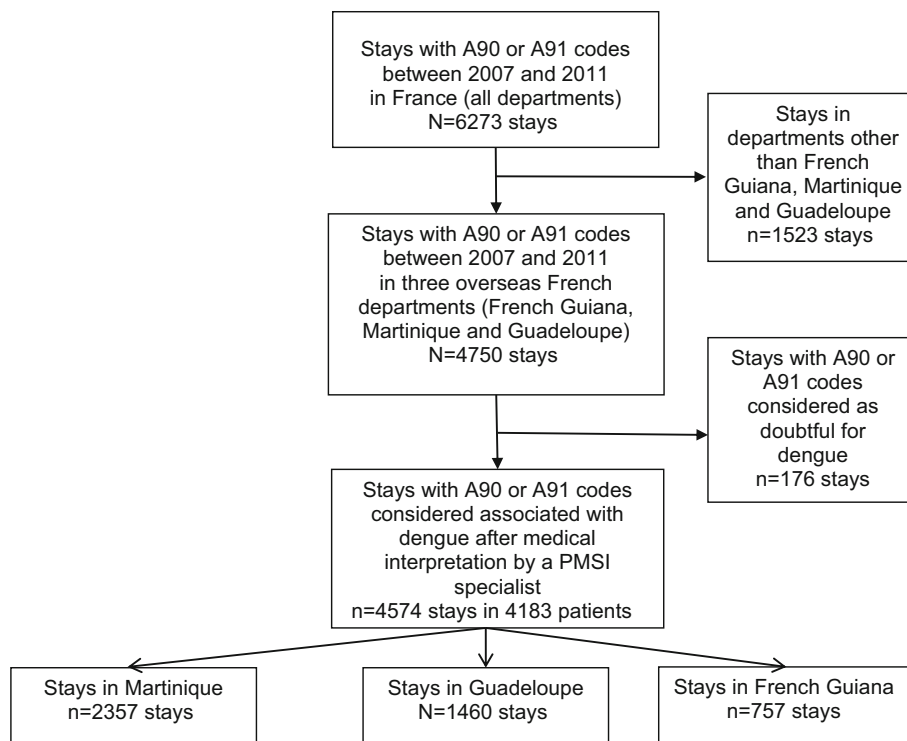 Stays with A90 or A91 codes
between 2007 and 2011
in France (all departments)
N=6273 stays
Stays in
departments other
than French
Guiana, Martinique
and Guadeloupe
n=1523 stays
Stays with A90 or A91 codes
between 2007 and 2011
in three overseas French
departments (French Guiana,
Martinique and Guadeloupe)
N=4750 stays
Stays with A90 or
A91 codes
considered as
doubtful for
dengue
n=176 stays
Stays with A90 or A91 codes
considered associated with
dengue after medical
interpretation by a PMSI
specialist
n=4574 stays in 4183 patients
Stays in Martinique
n=2357 stays
Stays in Guadeloupe
N=1460 stays
Stays in French Guiana
n=757 stays